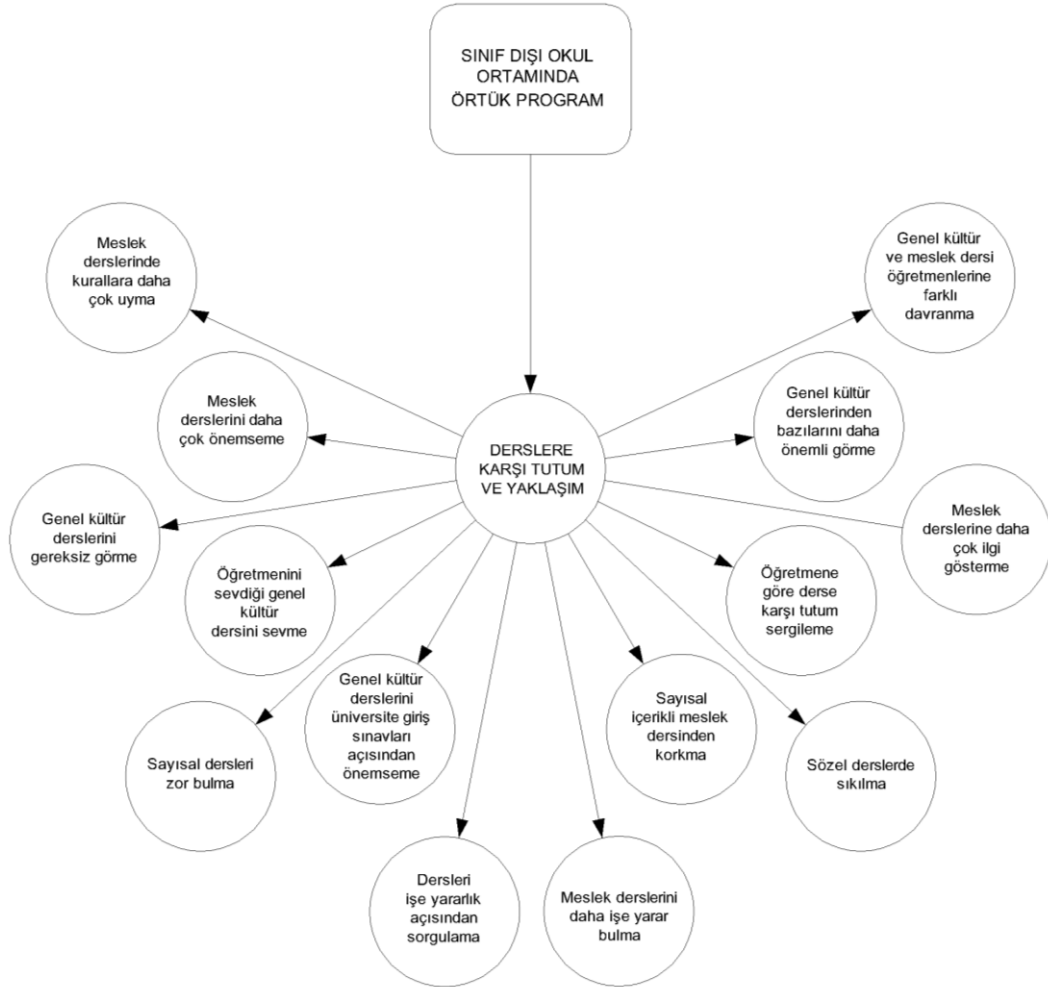 SINIF DIŞI OKUL
ORTAMINDA
ÖRTÜK PROGRAM
Meslek
derslerinde
kurallara daha
çok uyma
Genel kültür
ve meslek dersi
öğretmenlerine
farklı
davranma
Meslek
derslerini daha
çok önemseme
Genel kültür
derslerinden
bazılarını daha
önemli görme
DERSLERE
KARŞI TUTUM
VE YAKLAŞIM
Genel kültür
derslerini
gereksiz görme
Meslek
derslerine daha
çok ilgi
gösterme
Öğretmenini
sevdiği genel
kültür
dersini sevme
Öğretmene
göre derse
karşı tutum
sergileme
Genel kültür
derslerini
üniversite giriş
sınavları
açısından
önemseme
Sayısal
içerikli meslek
dersinden
korkma
Sayısal dersleri
zor bulma
Sözel derslerde
sıkılma
Dersleri
işe yararlık
açısından
sorgulama
Meslek derslerini
daha işe yarar
bulma